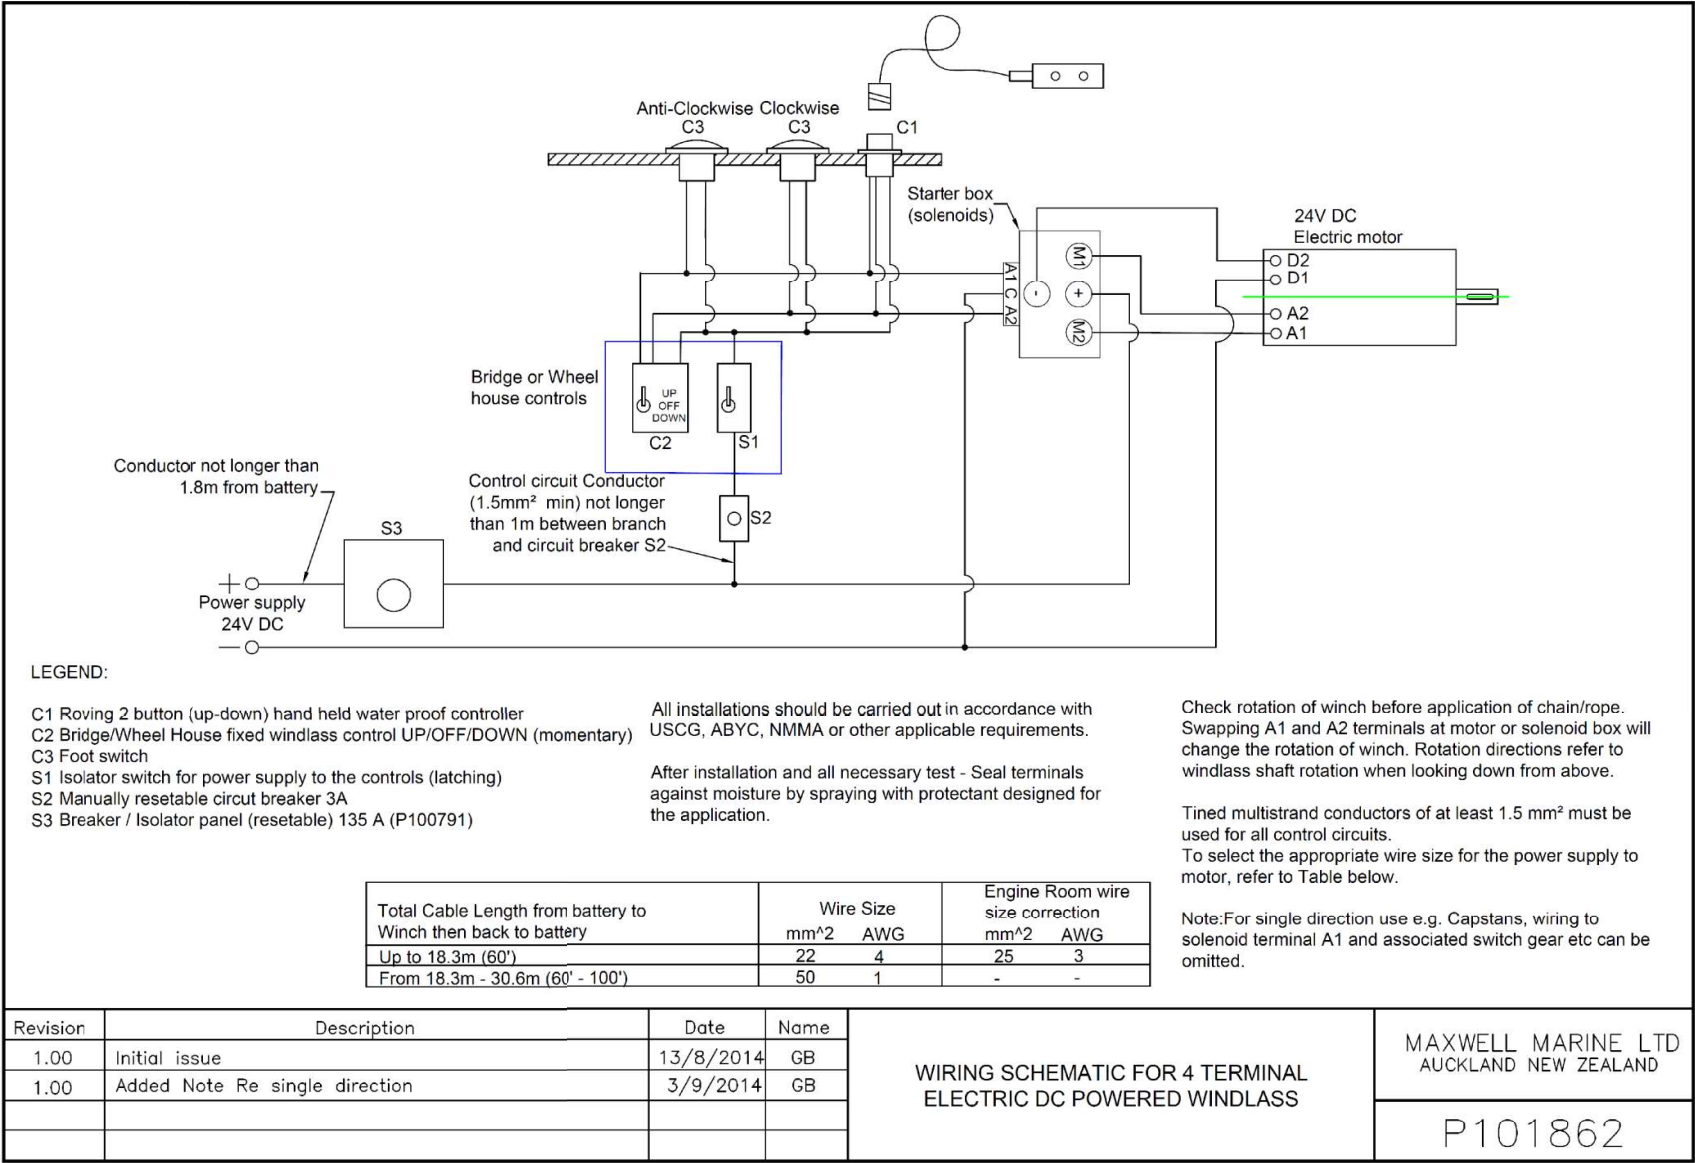 Anti-Clockwise Clockwise
C3
C3
C1
Starter box
(solenoids)
24V DC
Electric motor
M1
D2
D1
A1
C
A2
-
+
A2
M2
A1
Bridge or Wheel
house controls
UP
OFF
DOWN
C2
S1
Conductor not longer than
1.8m from battery
Control circuit Conductor
(1.5mm² min) not longer
than 1m between branch
and circuit breaker S2
S2
S3
+
Power supply
24V DC
-
LEGEND:
C1 Roving 2 button (up-down) hand held water proof controller
C2 Bridge/Wheel House fixed windlass control UP/OFF/DOWN (momentary)
C3 Foot switch
S1 Isolator switch for power supply to the controls (latching)
S2 Manually resetable circut breaker 3A
S3 Breaker / Isolator panel (resetable) 135 A (P100791)
All installations should be carried out in accordance with
USCG, ABYC, NMMA or other applicable requirements.
After installation and all necessary test - Seal terminals
against moisture by spraying with protectant designed for
the application.
Check rotation of winch before application of chain/rope.
Swapping A1 and A2 terminals at motor or solenoid box will
change the rotation of winch. Rotation directions refer to
windlass shaft rotation when looking down from above.
Tined multistrand conductors of at least 1.5 mm² must be
used for all control circuits.
To select the appropriate wire size for the power supply to
motor, refer to Table below.
Note:For single direction use e.g. Capstans, wiring to
solenoid terminal A1 and associated switch gear etc can be
omitted.
Total Cable Length from battery to
Winch then back to battery
Wire Size
mm^2 AWG
Engine Room wire
size correction
mm^2 AWG
Up to 18.3m (60') 22 4 25 3
From 18.3m - 30.6m (60' - 100') 50 1 - -
Revision Description Date Name
1.00 Initial issue 13/8/2014 GB
1.00 Added Note Re single direction 3/9/2014 GB
WIRING SCHEMATIC FOR 4 TERMINAL
ELECTRIC DC POWERED WINDLASS
MAXWELL MARINE LTD
AUCKLAND NEW ZEALAND
P101862